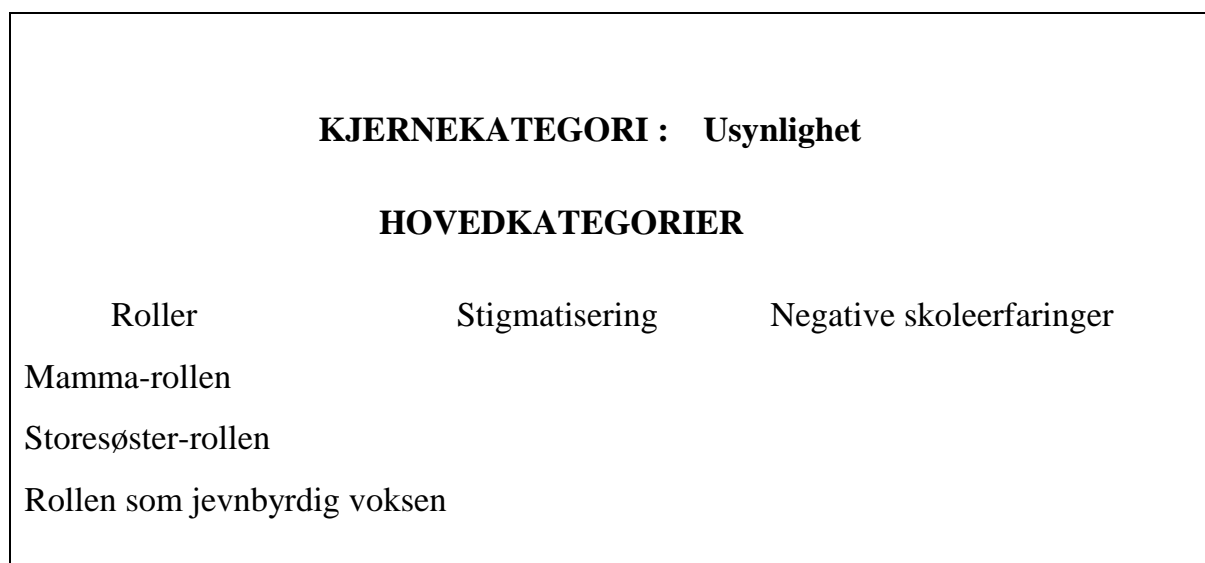 KJERNEKATEGORI : Usynlighet
HOVEDKATEGORIER
Roller Stigmatisering Negative skoleerfaringer
Mamma-rollen
Storesøster-rollen
Rollen som jevnbyrdig voksen